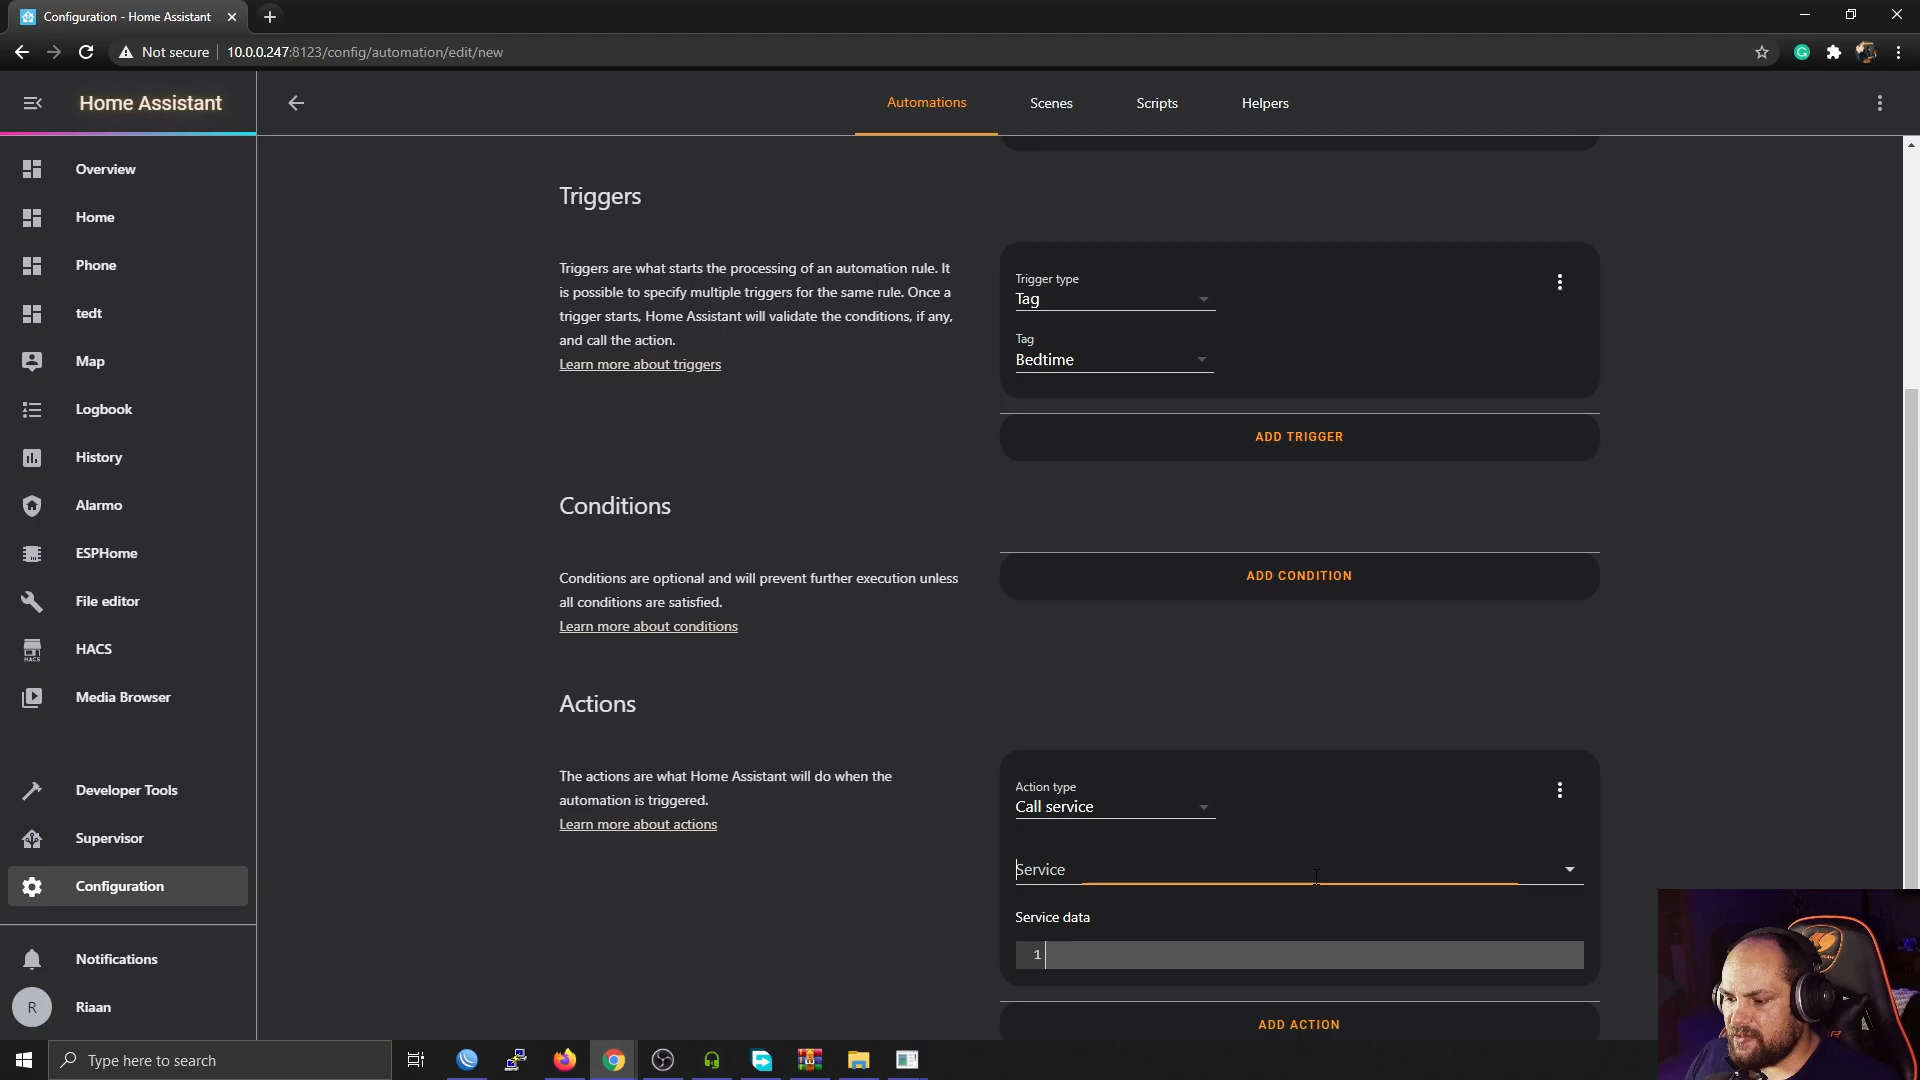 Configuration - Home Assistant
Not secure
10.0.0.247:8123/config/automation/edit/new
Home Assistant
Automations
Scenes
Scripts
Helpers
Overview
Home
Phone
tedt
Map
Logbook
History
Alarmo
ESPHome
File editor
HACS
HACS
Media Browser
Developer Tools
Supervisor
Configuration
Notifications
R
Riaan
Triggers
Triggers are what starts the processing of an automation rule. It
is possible to specify multiple triggers for the same rule. Once a
trigger starts, Home Assistant will validate the conditions, if any,
and call the action.
Learn more about triggers
Trigger type
Tag
Tag
Bedtime
ADD TRIGGER
Conditions
Conditions are optional and will prevent further execution unless
all conditions are satisfied.
Learn more about conditions
ADD CONDITION
Actions
The actions are what Home Assistant will do when the
automation is triggered.
Learn more about actions
Action type
Call service
Service
Service data
1
ADD ACTION
Type here to search